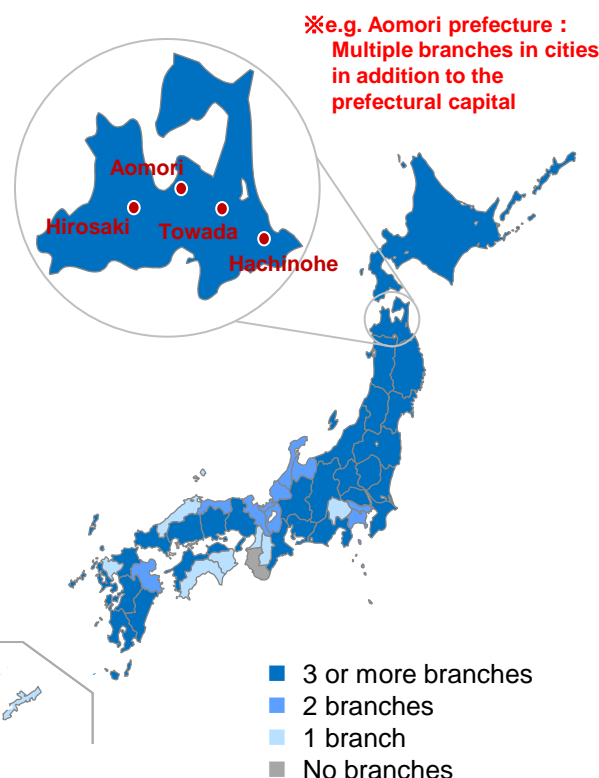 ※e.g. Aomori prefecture：
Multiple branches in cities
in addition to the
prefectural capital
Aomori
Hirosaki
Towada
Hachinohe
3 or more branches
2 branches
1 branch
No branches